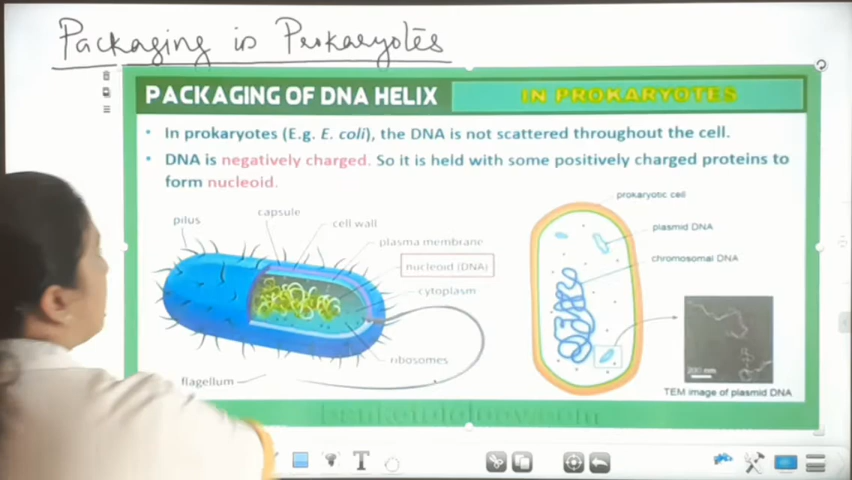 Packaging in Prokaryotes
PACKAGING OF DNA HELIX
IN PROKARYOTES
• In prokaryotes (E.g. E. coli), the DNA is not scattered throughout the cell.
• DNA is negatively charged. So it is held with some positively charged proteins to
form nucleoid.
pilus
capsule
cell wall
plasma membrane
nucleoid (DNA)
cytoplasm
ribosomes
flagellum
prokaryotic cell
plasmid DNA
chromosomal DNA
200 nm
TEM image of plasmid DNA
T